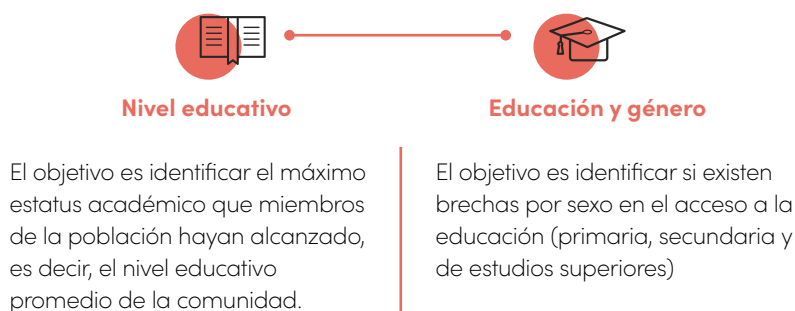 Nivel educativo
El objetivo es identificar el máximo
estatus académico que miembros
de la población hayan alcanzado,
es decir, el nivel educativo
promedio de la comunidad.
Educación y género
El objetivo es identificar si existen
brechas por sexo en el acceso a la
educación (primaria, secundaria y
de estudios superiores)